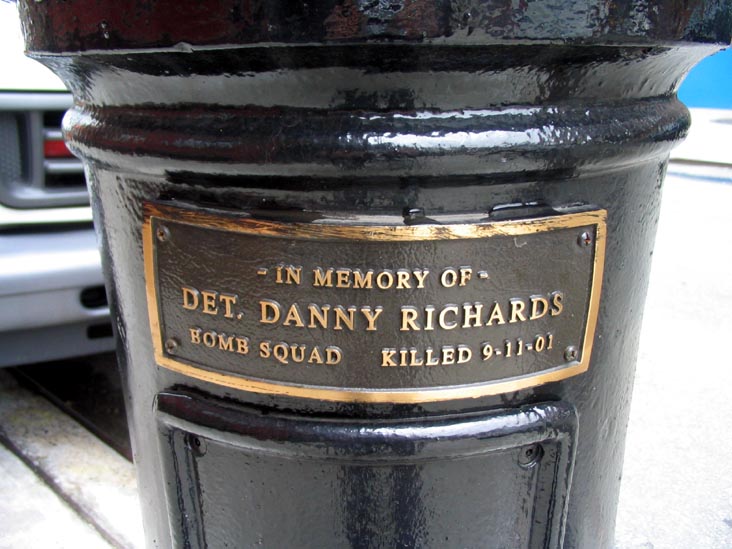 - IN MEMORY OF -
DET. DANNY RICHARDS
BOMB SQUAD KILLED 9-11-01